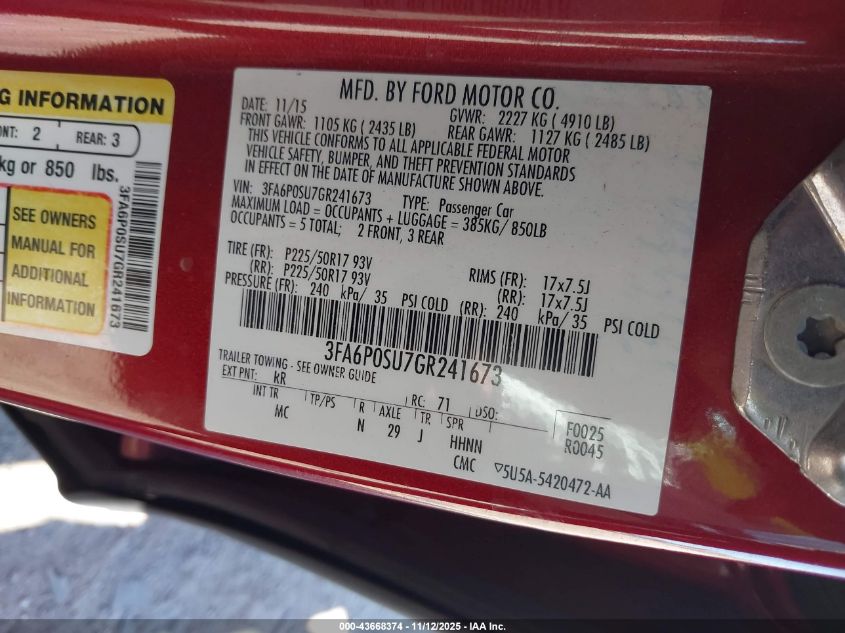 G INFORMATION
NT: 2 REAR: 3
kg or 850 lbs.
SEE OWNERS
MANUAL FOR
ADDITIONAL
INFORMATION
3FA6P0SU7GR241673
MFD. BY FORD MOTOR CO.
DATE: 11/15 GVWR: 2227 KG ( 4910 LB)
FRONT GAWR: 1105 KG ( 2435 LB) REAR GAWR: 1127 KG ( 2485 LB)
THIS VEHICLE CONFORMS TO ALL APPLICABLE FEDERAL MOTOR
VEHICLE SAFETY, BUMPER, AND THEFT PREVENTION STANDARDS
IN EFFECT ON THE DATE OF MANUFACTURE SHOWN ABOVE.
VIN: 3FA6P0SU7GR241673 TYPE: Passenger Car
MAXIMUM LOAD = OCCUPANTS + LUGGAGE = 385KG/ 850LB
OCCUPANTS = 5 TOTAL; 2 FRONT, 3 REAR
TIRE (FR): P225/50R17 93V RIMS (FR): 17x7.5J
(RR): P225/50R17 93V (RR): 17x7.5J
PRESSURE (FR): 240 kPa/ 35 PSI COLD (RR): 240 kPa/ 35 PSI COLD
3FA6P0SU7GR241673
TRAILER TOWING - SEE OWNER GUIDE
EXT PNT: RR RC: 71 DSO:
INT TR TP/PS R AXLE TR SPR F0025
MC N 29 J HHNN R0045
CMC ▽5U5A-5420472-AA
000-43668374 11/12/2025 IAA Inc.